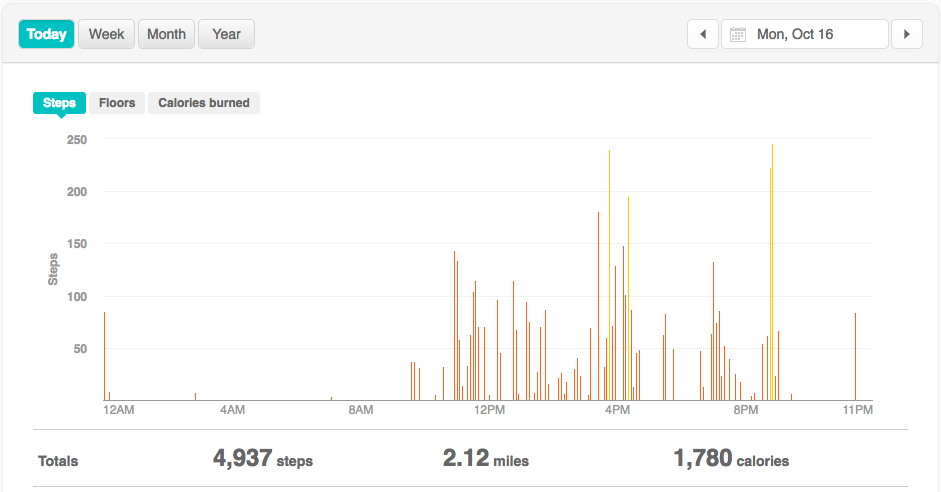 Today Week Month Year Mon, Oct 16
Steps Floors Calories burned
250
200
150
100
50
Steps
12AM 4AM 8AM 12PM 4PM 8PM 11PM
Totals 4,937 steps 2.12 miles 1,780 calories